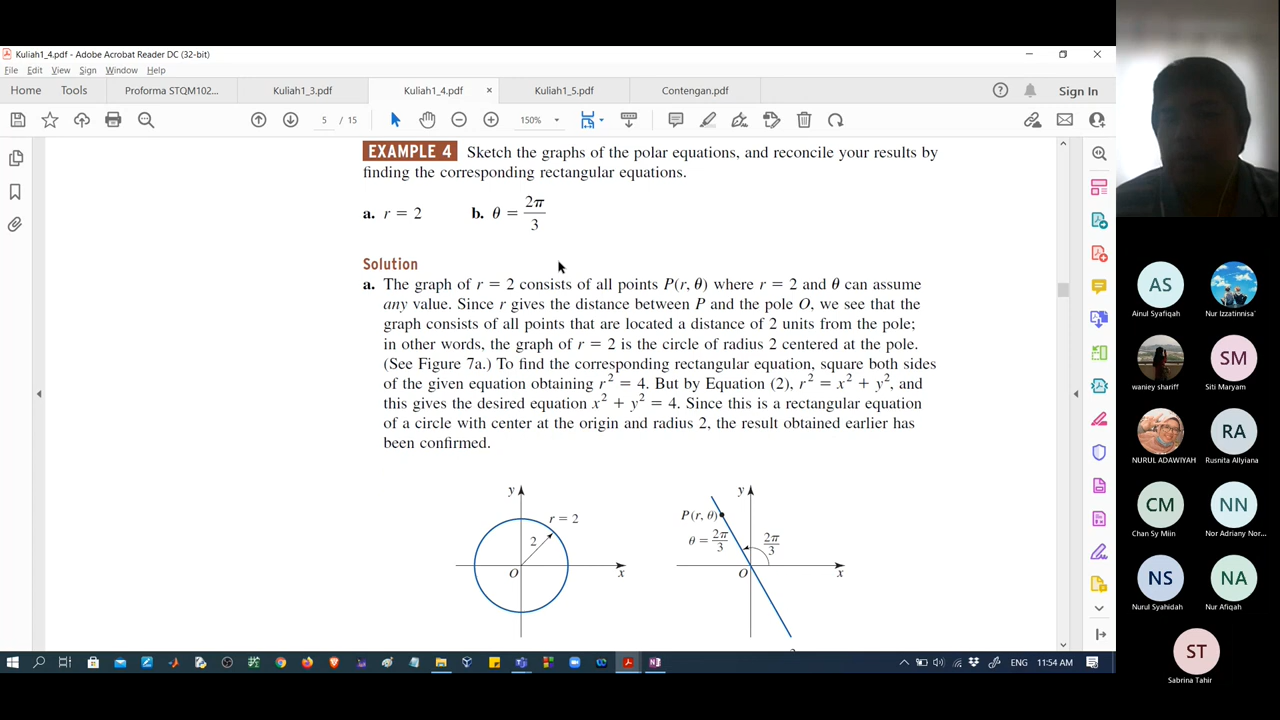 Kuliah1_4.pdf - Adobe Acrobat Reader DC (32-bit)
File Edit View Sign Window Help
Home Tools Proforma STQM102... Kuliah1_3.pdf Kuliah1_4.pdf × Kuliah1_5.pdf Contengan.pdf Sign In
5 / 15 150%
EXAMPLE 4 Sketch the graphs of the polar equations, and reconcile your results by
finding the corresponding rectangular equations.
a. r = 2 b. θ = 2π/3
Solution
a. The graph of r = 2 consists of all points P(r, θ) where r = 2 and θ can assume
any value. Since r gives the distance between P and the pole O, we see that the
graph consists of all points that are located a distance of 2 units from the pole;
in other words, the graph of r = 2 is the circle of radius 2 centered at the pole.
(See Figure 7a.) To find the corresponding rectangular equation, square both sides
of the given equation obtaining r² = 4. But by Equation (2), r² = x² + y², and
this gives the desired equation x² + y² = 4. Since this is a rectangular equation
of a circle with center at the origin and radius 2, the result obtained earlier has
been confirmed.
y
r = 2
2
O
x
y
P(r, θ)
θ = 2π/3
2π/3
O
x
AS
Ainul Syafiqah
Nur Izzatinnisa'
waniey shariff
SM
Siti Maryam
NURUL ADAWIYAH
RA
Rusnita Allyiana
CM
Chan Sy Miin
NN
Nor Adriany Nor...
NS
Nurul Syahidah
NA
Nur Afiqah
ST
Sabrina Tahir
ENG 11:54 AM